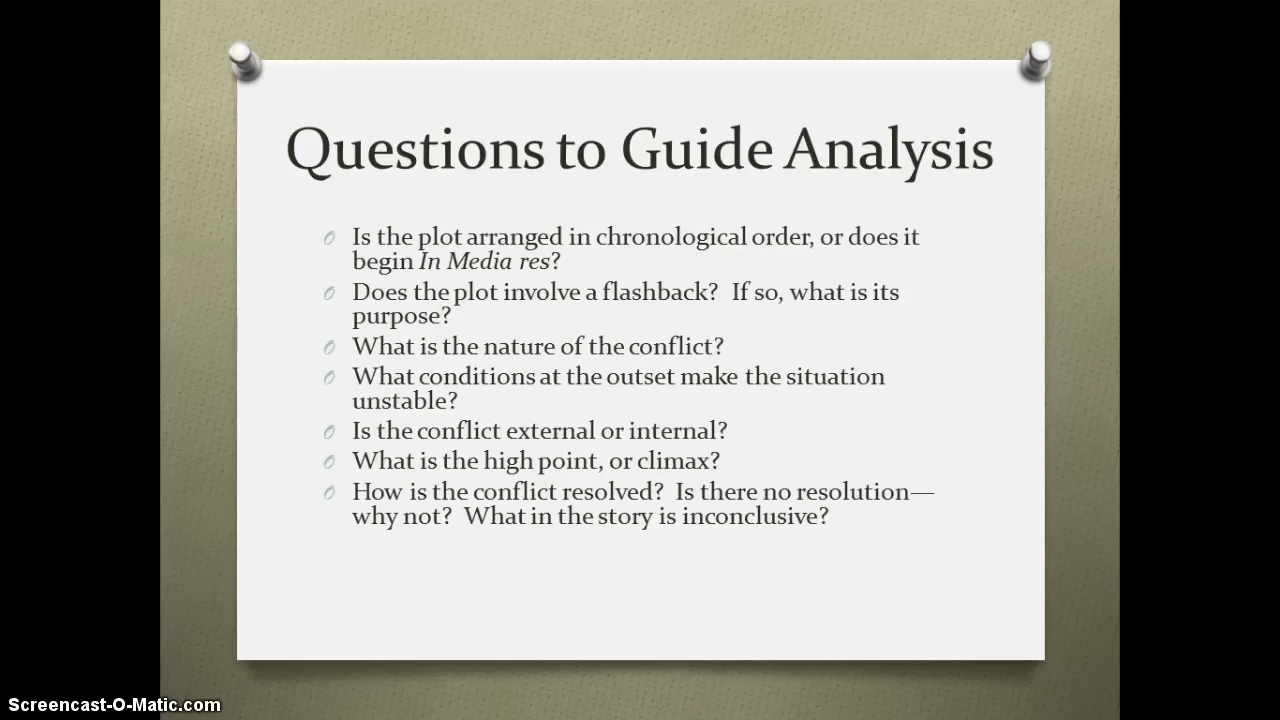 Questions to Guide Analysis
Is the plot arranged in chronological order, or does it
begin In Media res?
Does the plot involve a flashback?  If so, what is its
purpose?
What is the nature of the conflict?
What conditions at the outset make the situation
unstable?
Is the conflict external or internal?
What is the high point, or climax?
How is the conflict resolved?  Is there no resolution—
why not?  What in the story is inconclusive?
Screencast-O-Matic.com